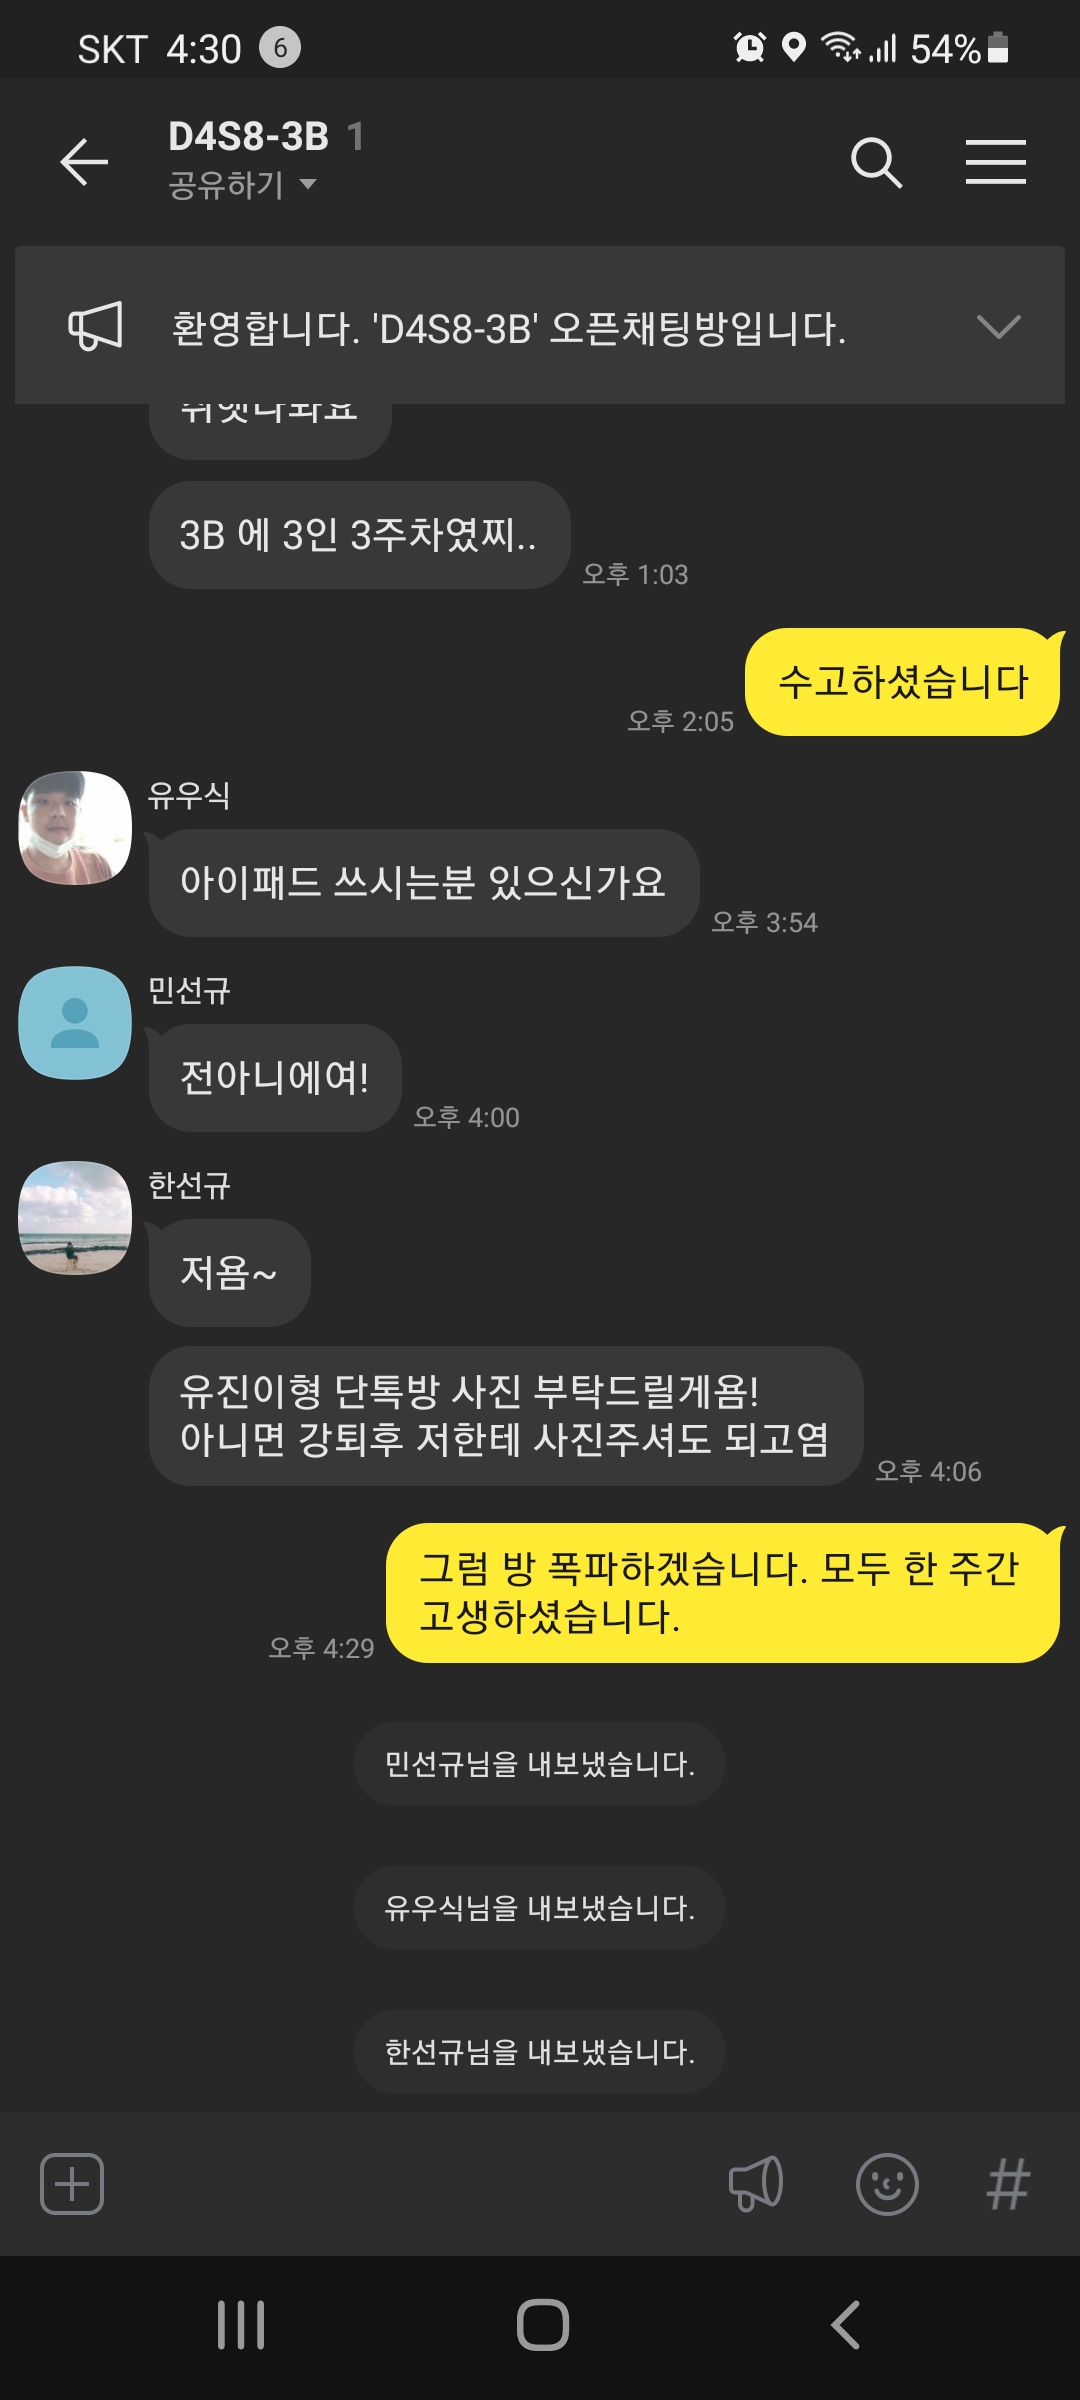 SKT 4:30 6 54%
D4S8-3B 1
공유하기
환영합니다. 'D4S8-3B' 오픈채팅방입니다.
3B 에 3인 3주차였찌..
오후 1:03
수고하셨습니다
오후 2:05
유우식
아이패드 쓰시는분 있으신가요
오후 3:54
민선규
전아니에여!
오후 4:00
한선규
저욤~
유진이형 단톡방 사진 부탁드릴게욤!
아니면 강퇴후 저한테 사진주셔도 되고염
오후 4:06
그럼 방 폭파하겠습니다. 모두 한 주간
고생하셨습니다.
오후 4:29
민선규님을 내보냈습니다.
유우식님을 내보냈습니다.
한선규님을 내보냈습니다.
#